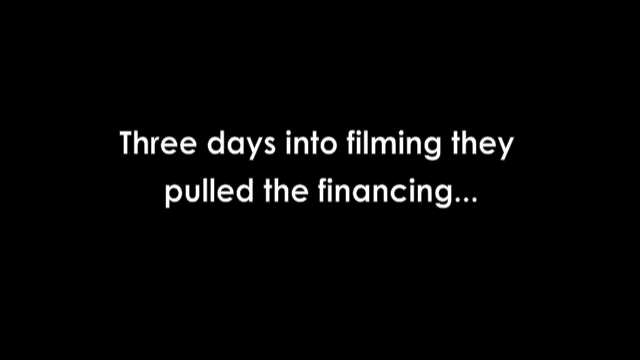 Three days into filming they
pulled the financing...